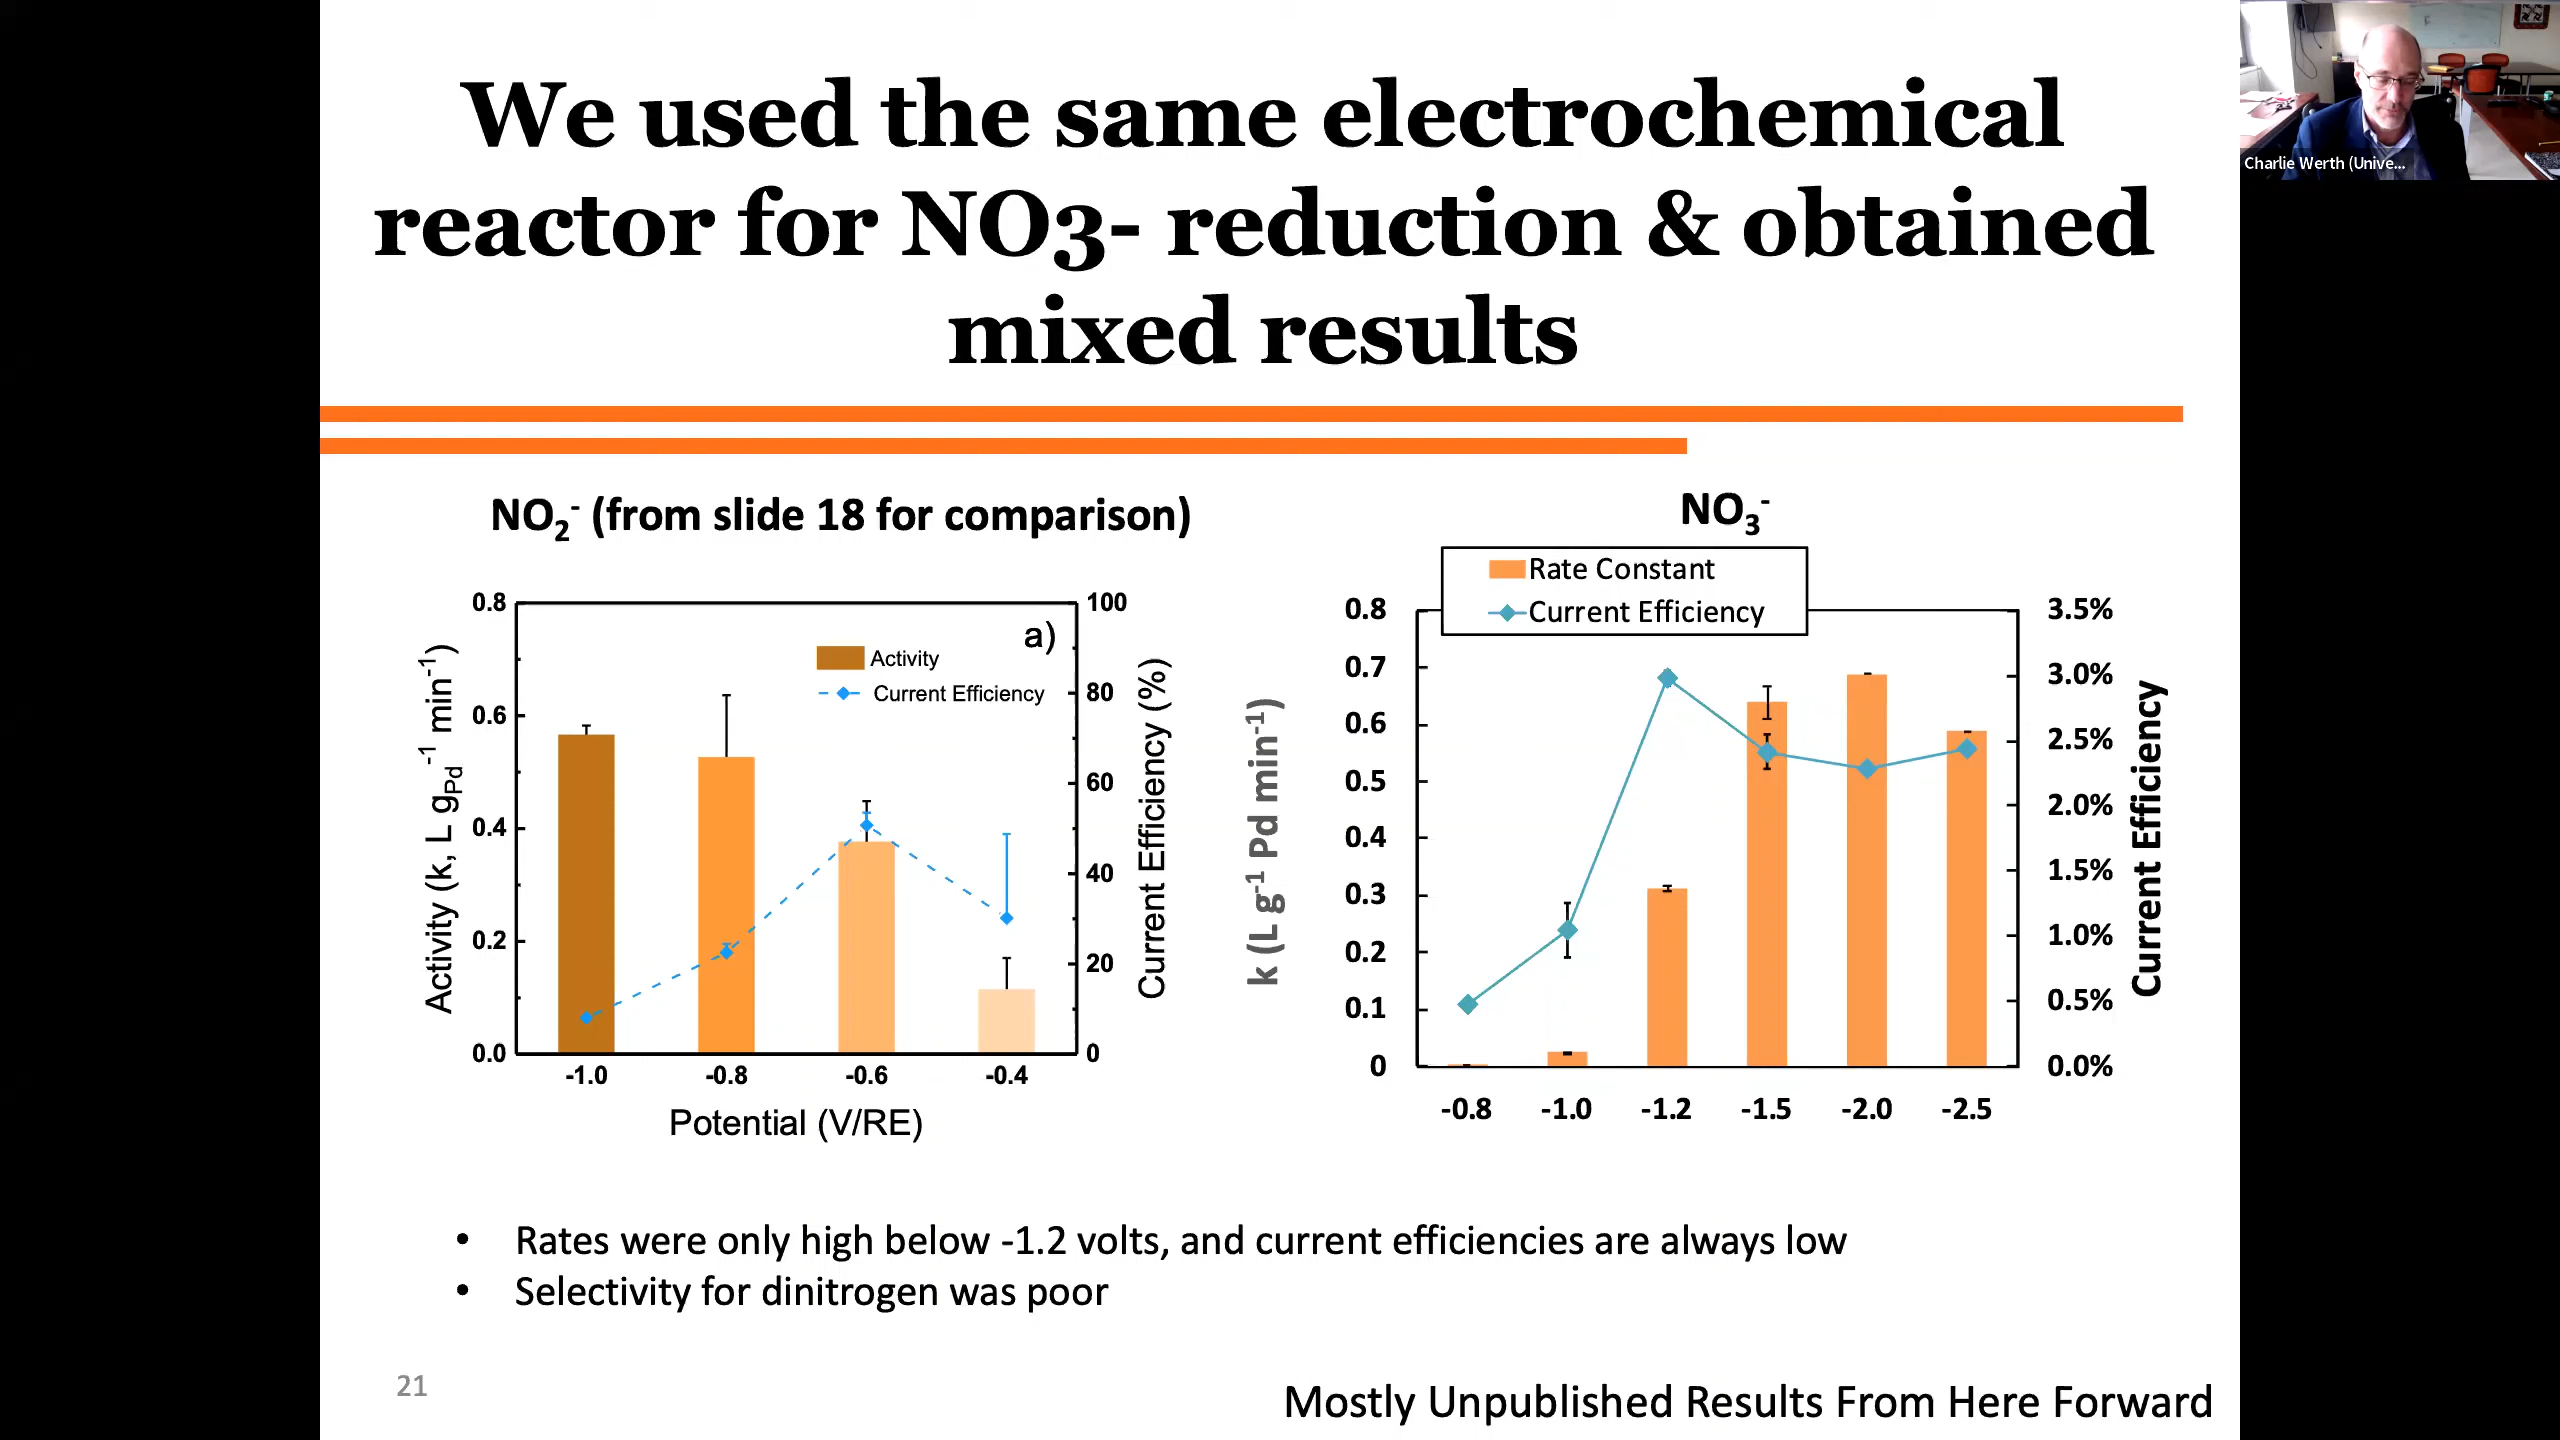 We used the same electrochemical
reactor for NO3- reduction & obtained
mixed results
Charlie Werth (Unive...
NO₂⁻ (from slide 18 for comparison)
0.8
0.6
0.4
0.2
0.0
Activity (k, L g_Pd⁻¹ min⁻¹)
a)
Activity
Current Efficiency
100
80
60
40
20
0
Current Efficiency (%)
-1.0 -0.8 -0.6 -0.4
Potential (V/RE)
NO₃⁻
Rate Constant
Current Efficiency
k (L g⁻¹ Pd min⁻¹)
0.8
0.7
0.6
0.5
0.4
0.3
0.2
0.1
0
3.5%
3.0%
2.5%
2.0%
1.5%
1.0%
0.5%
0.0%
Current Efficiency
-0.8 -1.0 -1.2 -1.5 -2.0 -2.5
• Rates were only high below -1.2 volts, and current efficiencies are always low
• Selectivity for dinitrogen was poor
21
Mostly Unpublished Results From Here Forward